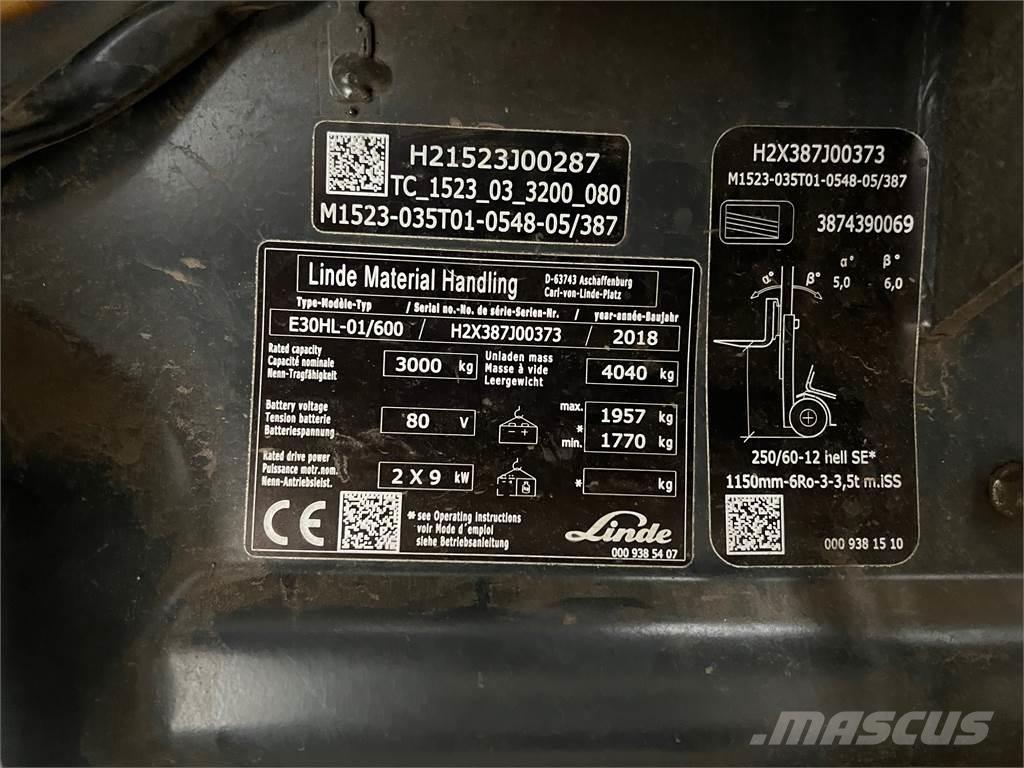 H21523J00287
TC_1523_03_3200_080
M1523-035T01-0548-05/387
Linde Material Handling
D-63743 Aschaffenburg
Carl-von-Linde-Platz
Type-Modèle-Typ / Serial no.-No. de série-Serien-Nr. / year-année-Baujahr
E30HL-01/600 / H2X387J00373 / 2018
Rated capacity
Capacité nominale
Nenn-Tragfähigkeit
3000 kg
Unladen mass
Masse à vide
Leergewicht
4040 kg
Battery voltage
Tension batterie
Batteriespannung
80 V
max. 1957 kg
*
min. 1770 kg
Rated drive power
Puissance motr.nom.
Nenn-Antriebsleist.
2 X 9 kW
* kg
CE
* see Operating instructions
voir Mode d'emploi
siehe Betriebsanleitung
Linde
000 938 54 07
H2X387J00373
M1523-035T01-0548-05/387
3874390069
α° β°
α° β° 5,0 6,0
250/60-12 hell SE*
1150mm-6Ro-3-3,5t m.iSS
000 938 15 10
MASCUS